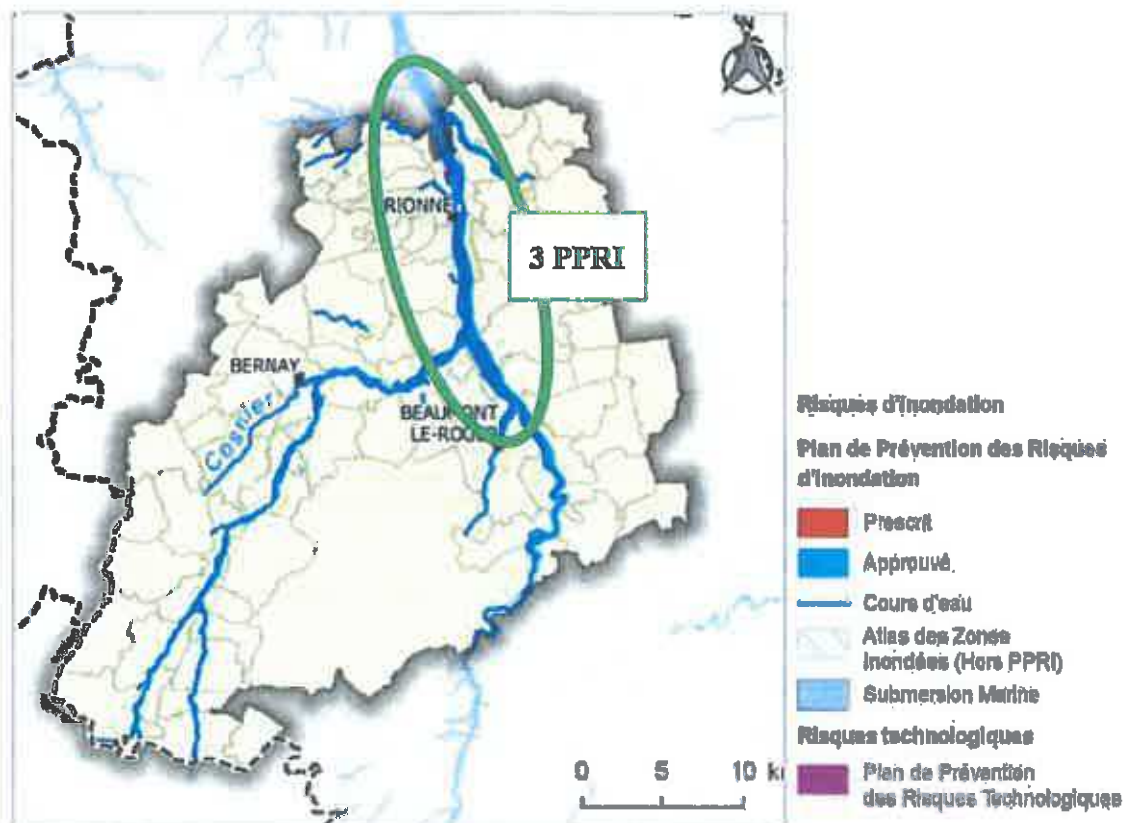 N
RIONNE
3 PPRI
BERNAY
Cosnier
BEAUMONT
LE-ROGER
0 5 10 k
Risques d'Inondation
Plan de Prévention des Risques
d'Inondation
Prescrit
Approuvé
Cours d'eau
Atlas des Zones
Inondées (Hors PPRI)
Submersion Marine
Risques technologiques
Plan de Prévention
des Risques Technologiques